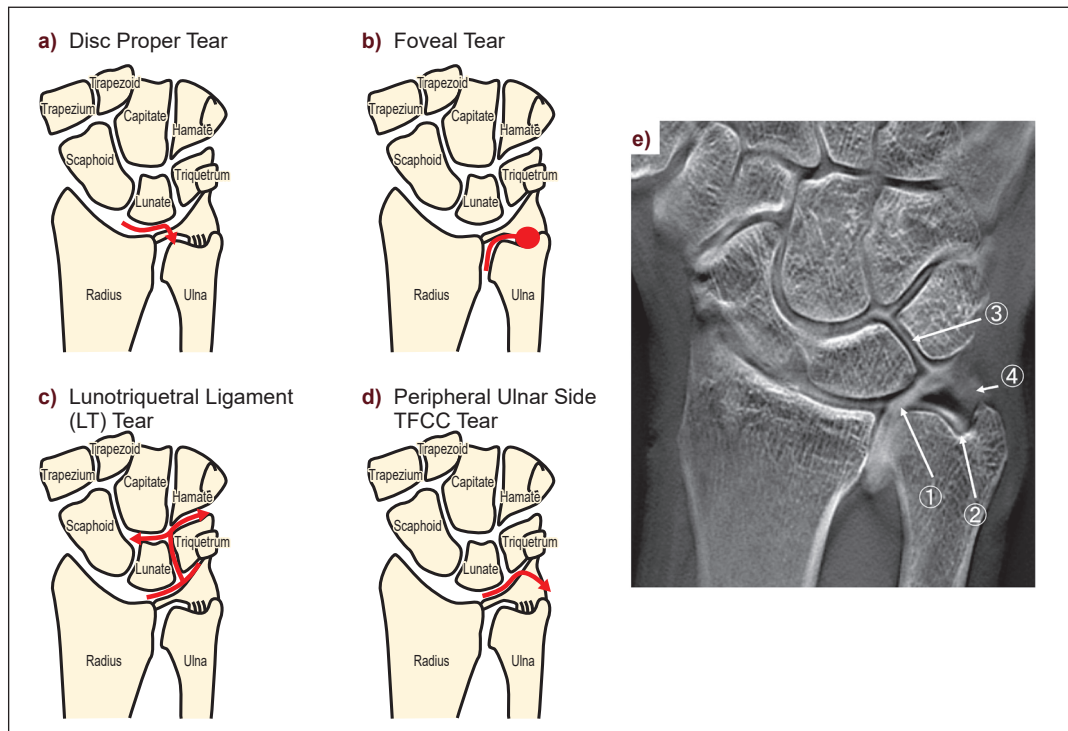 a) Disc Proper Tear
Trapezoid
Trapezium
Capitate
Hamate
Scaphoid
Triquetrum
Lunate
Radius
Ulna
b) Foveal Tear
Trapezoid
Trapezium
Capitate
Hamate
Scaphoid
Triquetrum
Lunate
Radius
Ulna
c) Lunotriquetral Ligament
(LT) Tear
Trapezoid
Trapezium
Capitate
Hamate
Scaphoid
Triquetrum
Lunate
Radius
Ulna
d) Peripheral Ulnar Side
TFCC Tear
Trapezoid
Trapezium
Capitate
Hamate
Scaphoid
Triquetrum
Lunate
Radius
Ulna
e)
③
④
①
②